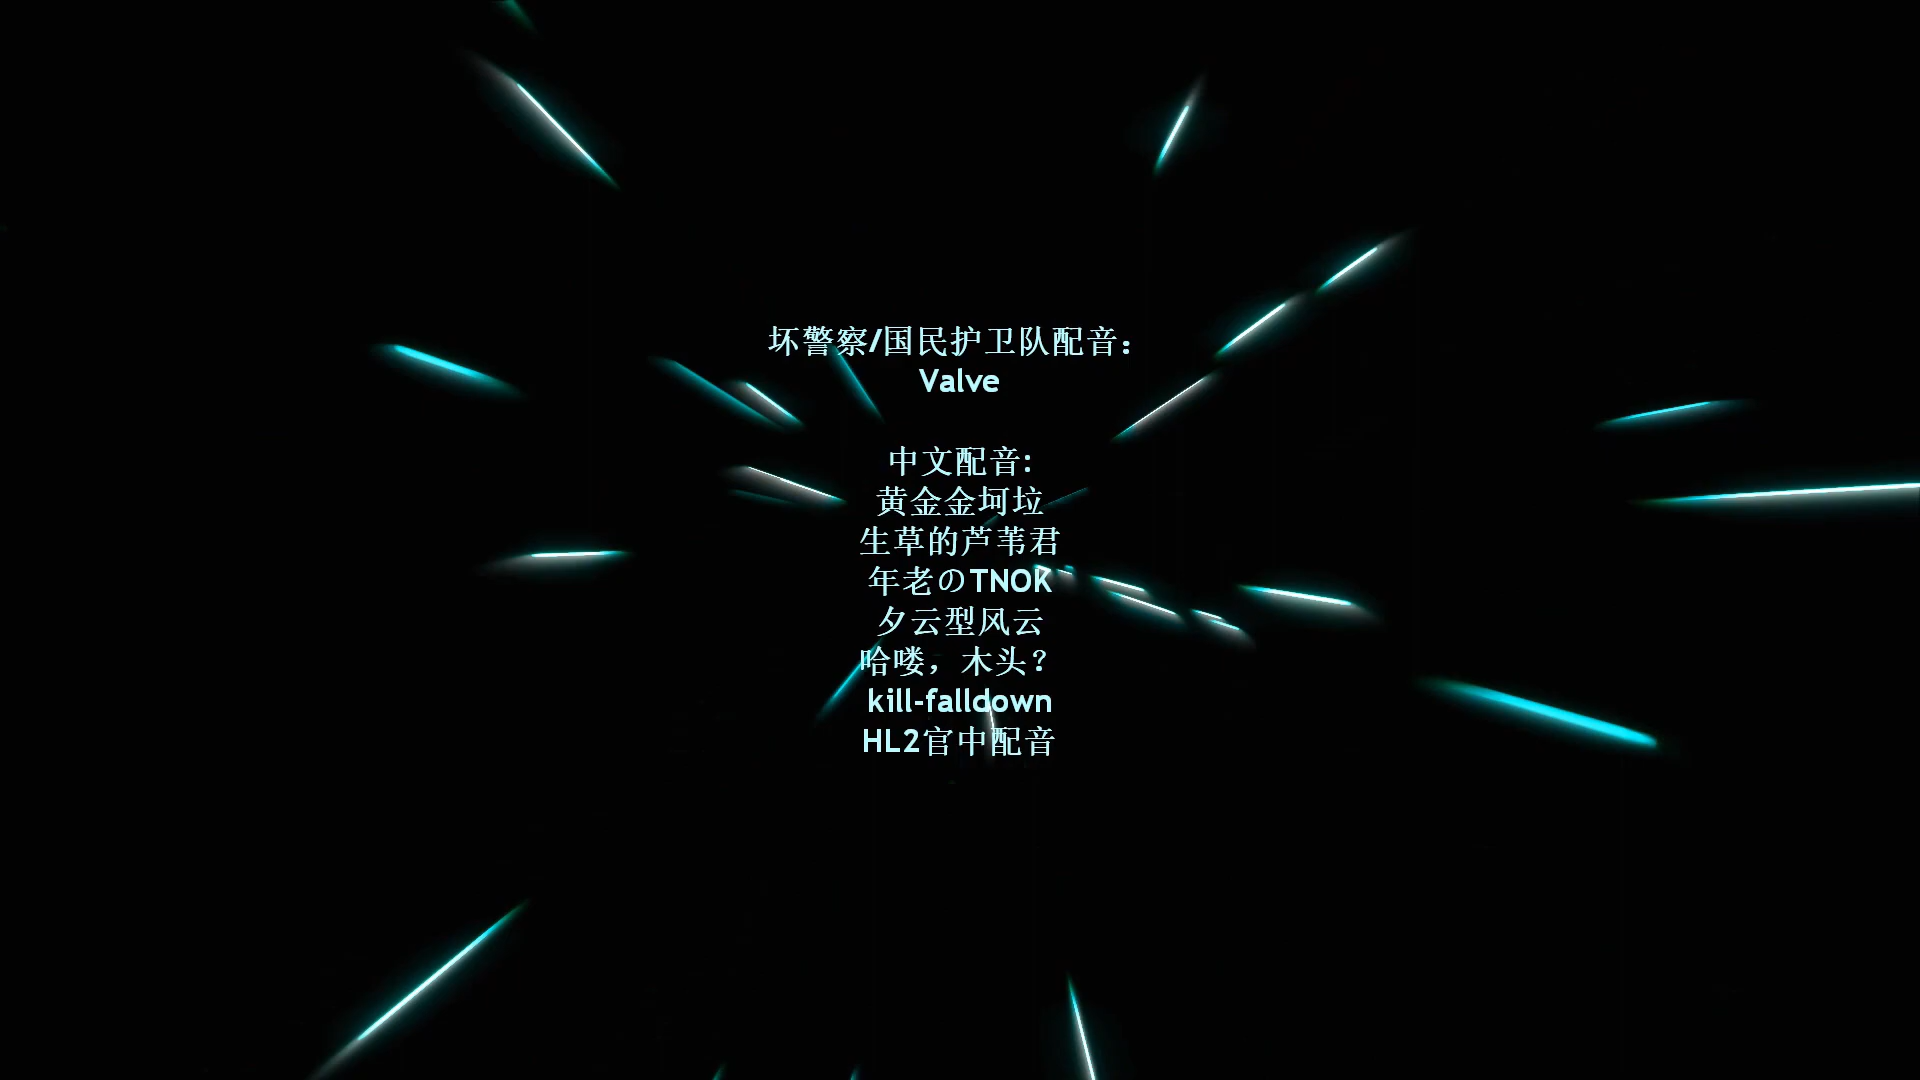 坏警察/国民护卫队配音：
Valve
中文配音:
黄金金坷垃
生草的芦苇君
年老のTNOK
夕云型风云
哈喽，木头？
kill-falldown
HL2官中配音